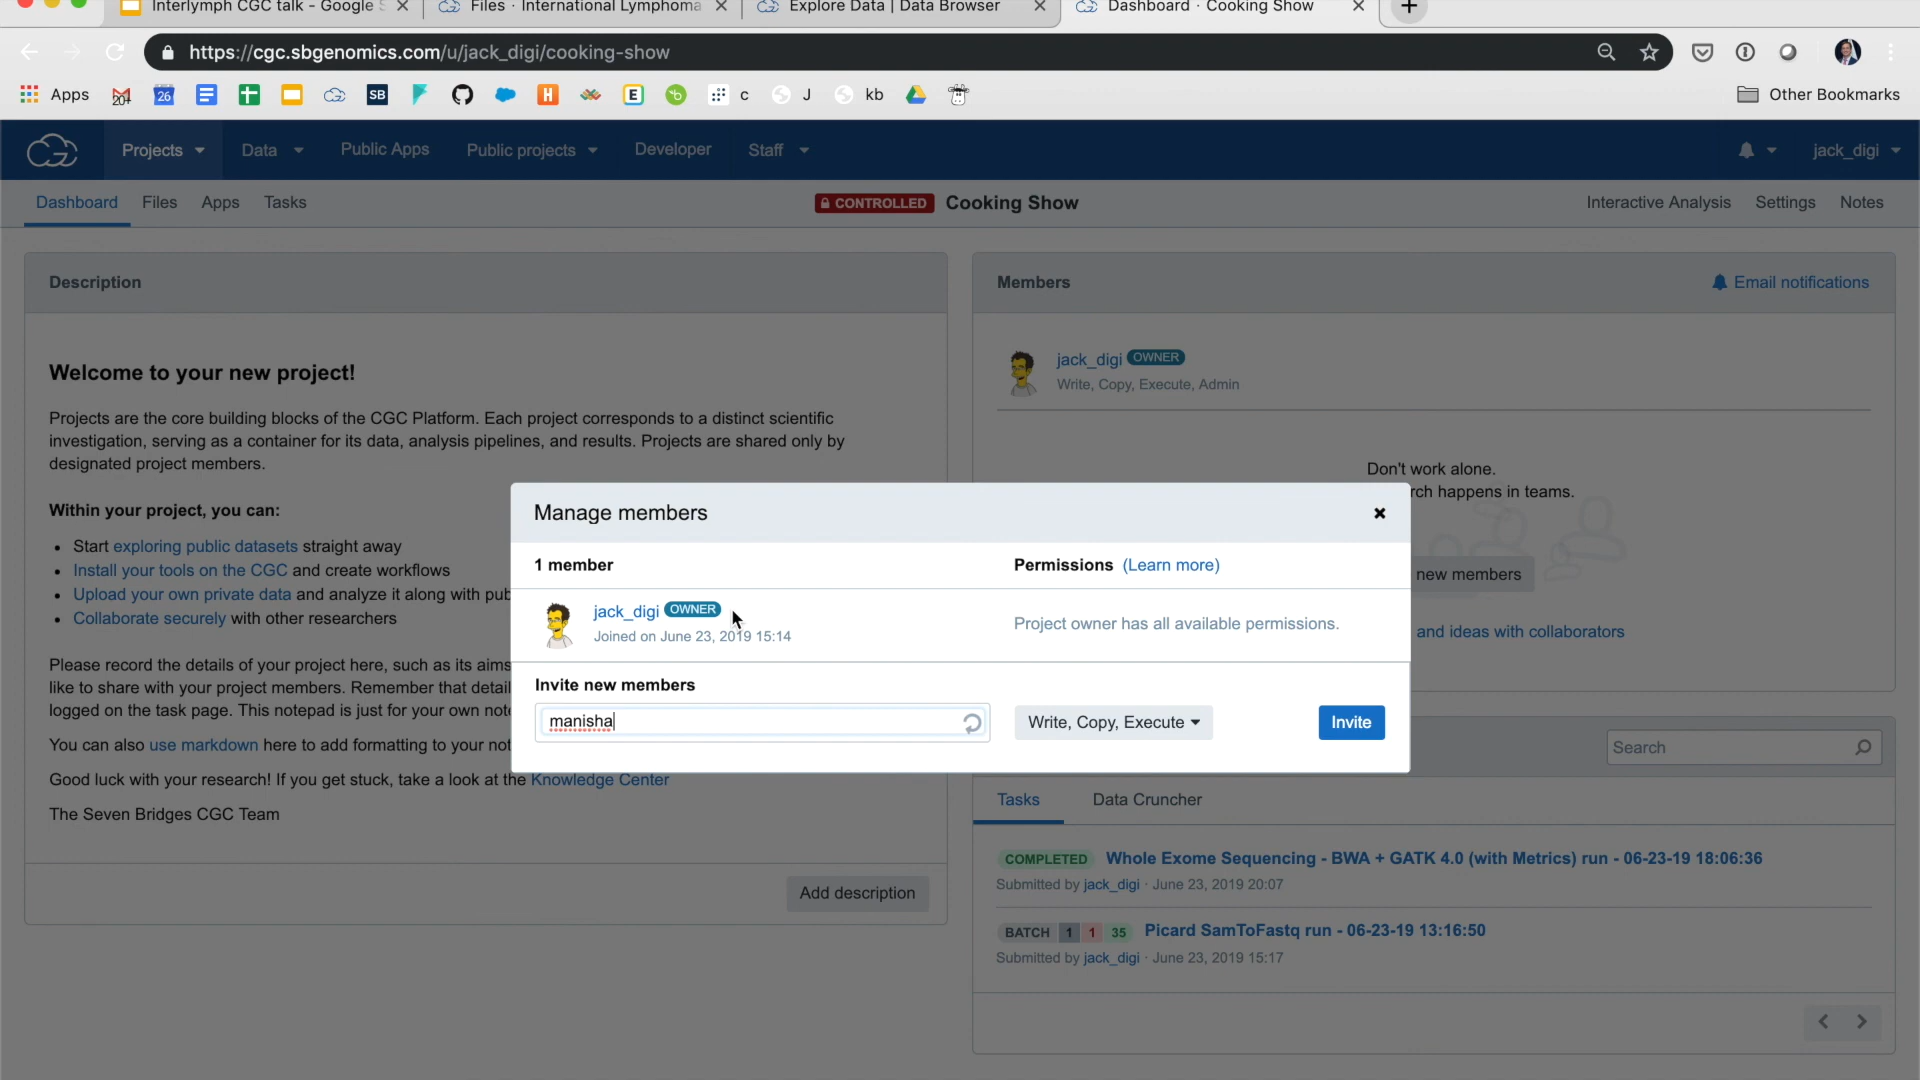 Interlymph CGC talk - Google S
Files · International Lymphoma
Explore Data | Data Browser
Dashboard · Cooking Show
https://cgc.sbgenomics.com/u/jack_digi/cooking-show
Apps
204
26
SB
H
E
c
J
kb
Other Bookmarks
Projects
Data
Public Apps
Public projects
Developer
Staff
jack_digi
Dashboard
Files
Apps
Tasks
CONTROLLED
Cooking Show
Interactive Analysis
Settings
Notes
Description
Welcome to your new project!
Projects are the core building blocks of the CGC Platform. Each project corresponds to a distinct scientific
investigation, serving as a container for its data, analysis pipelines, and results. Projects are shared only by
designated project members.
Within your project, you can:
• Start exploring public datasets straight away
• Install your tools on the CGC and create workflows
• Upload your own private data and analyze it along with pub
• Collaborate securely with other researchers
Please record the details of your project here, such as its aims
like to share with your project members. Remember that detai
logged on the task page. This notepad is just for your own note
You can also use markdown here to add formatting to your not
Good luck with your research! If you get stuck, take a look at the Knowledge Center
The Seven Bridges CGC Team
Add description
Members
Email notifications
jack_digi OWNER
Write, Copy, Execute, Admin
Don't work alone.
rch happens in teams.
new members
and ideas with collaborators
Manage members
1 member
Permissions (Learn more)
jack_digi OWNER
Joined on June 23, 2019 15:14
Project owner has all available permissions.
Invite new members
manisha
Write, Copy, Execute
Invite
Search
Tasks
Data Cruncher
COMPLETED Whole Exome Sequencing - BWA + GATK 4.0 (with Metrics) run - 06-23-19 18:06:36
Submitted by jack_digi · June 23, 2019 20:07
BATCH 1 1 35 Picard SamToFastq run - 06-23-19 13:16:50
Submitted by jack_digi · June 23, 2019 15:17